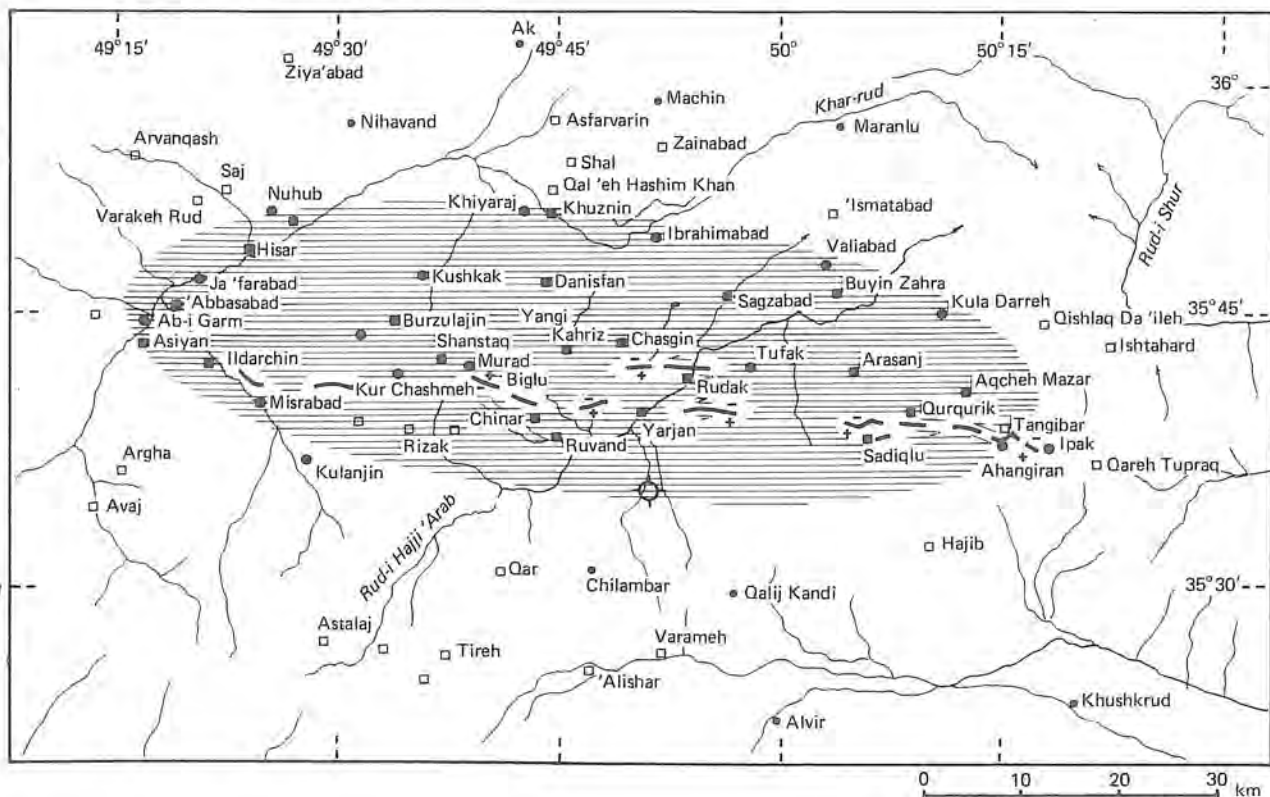 Ak
49°15'
49°30'
49°45'
50°
50°15'
Ziya'abad
36°
Machin
Khar-rud
Nihavand
Asfarvarin
Maranlu
Arvanqash
Zainabad
Shal
Saj
Qal 'eh Hashim Khan
Nuhub
Khiyaraj
Khuznin
Varakeh Rud
'Ismatabad
Rud-i Shur
Ibrahimabad
Hisar
Valiabad
Ja 'farabad
Kushkak
Danisfan
Buyin Zahra
'Abbasabad
Sagzabad
Kula Darreh
35°45'
Ab-i Garm
Burzulajin
Yangi
Qishlaq Da 'ileh
Kahriz
Chasgin
Asiyan
Shanstaq
Ishtahard
Ildarchin
Murad
Tufak
Arasanj
Kur Chashmeh
Biglu
Rudak
Aqcheh Mazar
Misrabad
Chinar
Yarjan
Qurqurik
Tangibar
Rizak
Ruvand
Sadiqlu
Ipak
Argha
Kulanjin
Ahangiran
Qareh Tupraq
Avaj
Rud-i Hajji 'Arab
Hajib
Qar
Chilambar
Qalij Kandi
35°30'
Astalaj
Tireh
Varameh
'Alishar
Khushkrud
Alvir
0 10 20 30
km